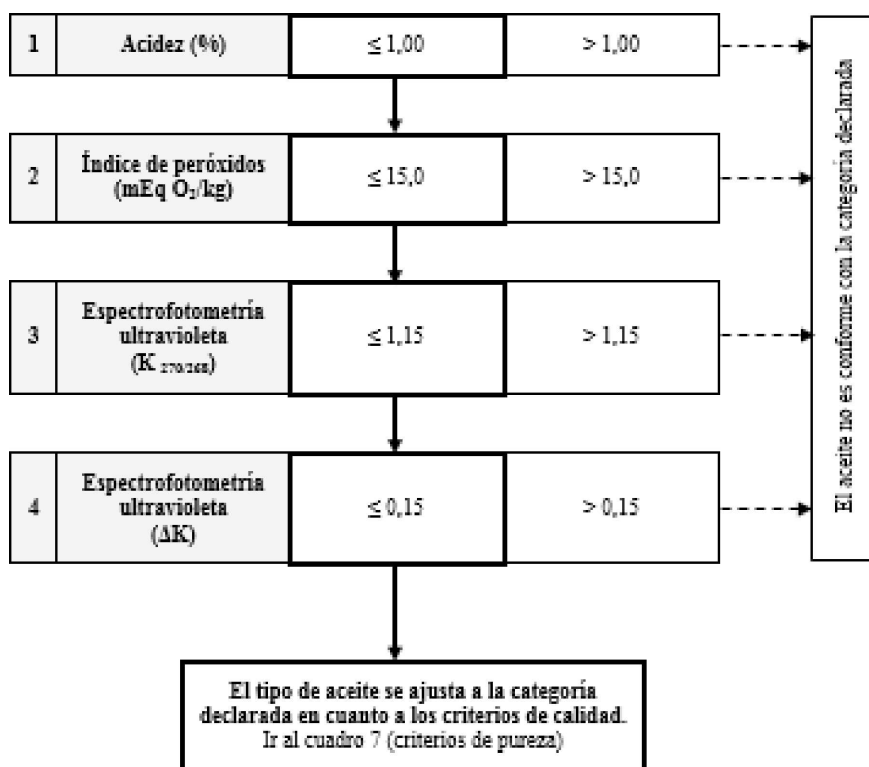 1 Acidez (%) ≤ 1,00 > 1,00
2 Índice de peróxidos (mEq O₂/kg) ≤ 15,0 > 15,0
3 Espectrofotometría ultravioleta (K 270/268) ≤ 1,15 > 1,15
4 Espectrofotometría ultravioleta (ΔK) ≤ 0,15 > 0,15
El aceite no es conforme con la categoría declarada
El tipo de aceite se ajusta a la categoría
declarada en cuanto a los criterios de calidad.
Ir al cuadro 7 (criterios de pureza)